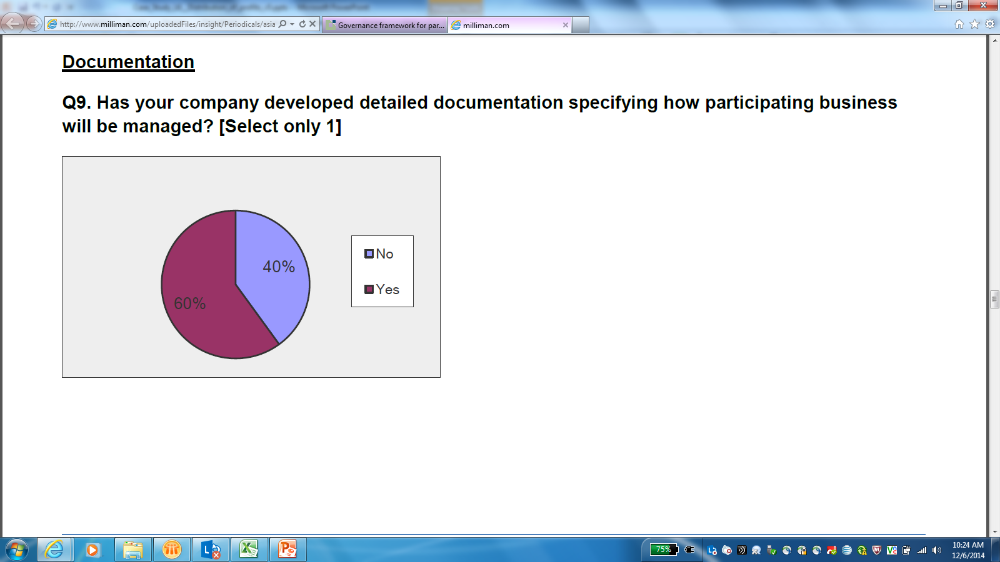 http://www.milliman.com/uploadedFiles/insight/Periodicals/asia
Governance framework for par...
milliman.com
Documentation
Q9. Has your company developed detailed documentation specifying how participating business
will be managed? [Select only 1]
40%
60%
No
Yes
75%
10:24 AM
12/6/2014